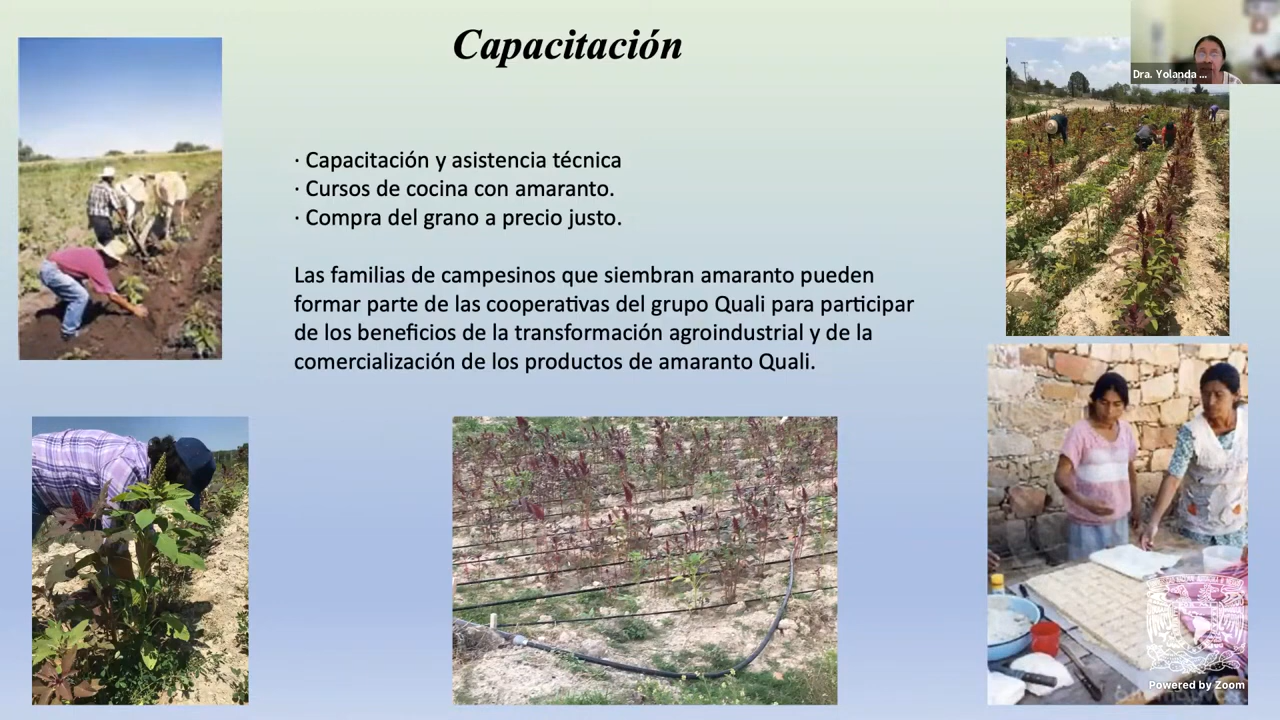 Capacitación
Dra. Yolanda ...
· Capacitación y asistencia técnica
· Cursos de cocina con amaranto.
· Compra del grano a precio justo.
Las familias de campesinos que siembran amaranto pueden
formar parte de las cooperativas del grupo Quali para participar
de los beneficios de la transformación agroindustrial y de la
comercialización de los productos de amaranto Quali.
Powered by Zoom